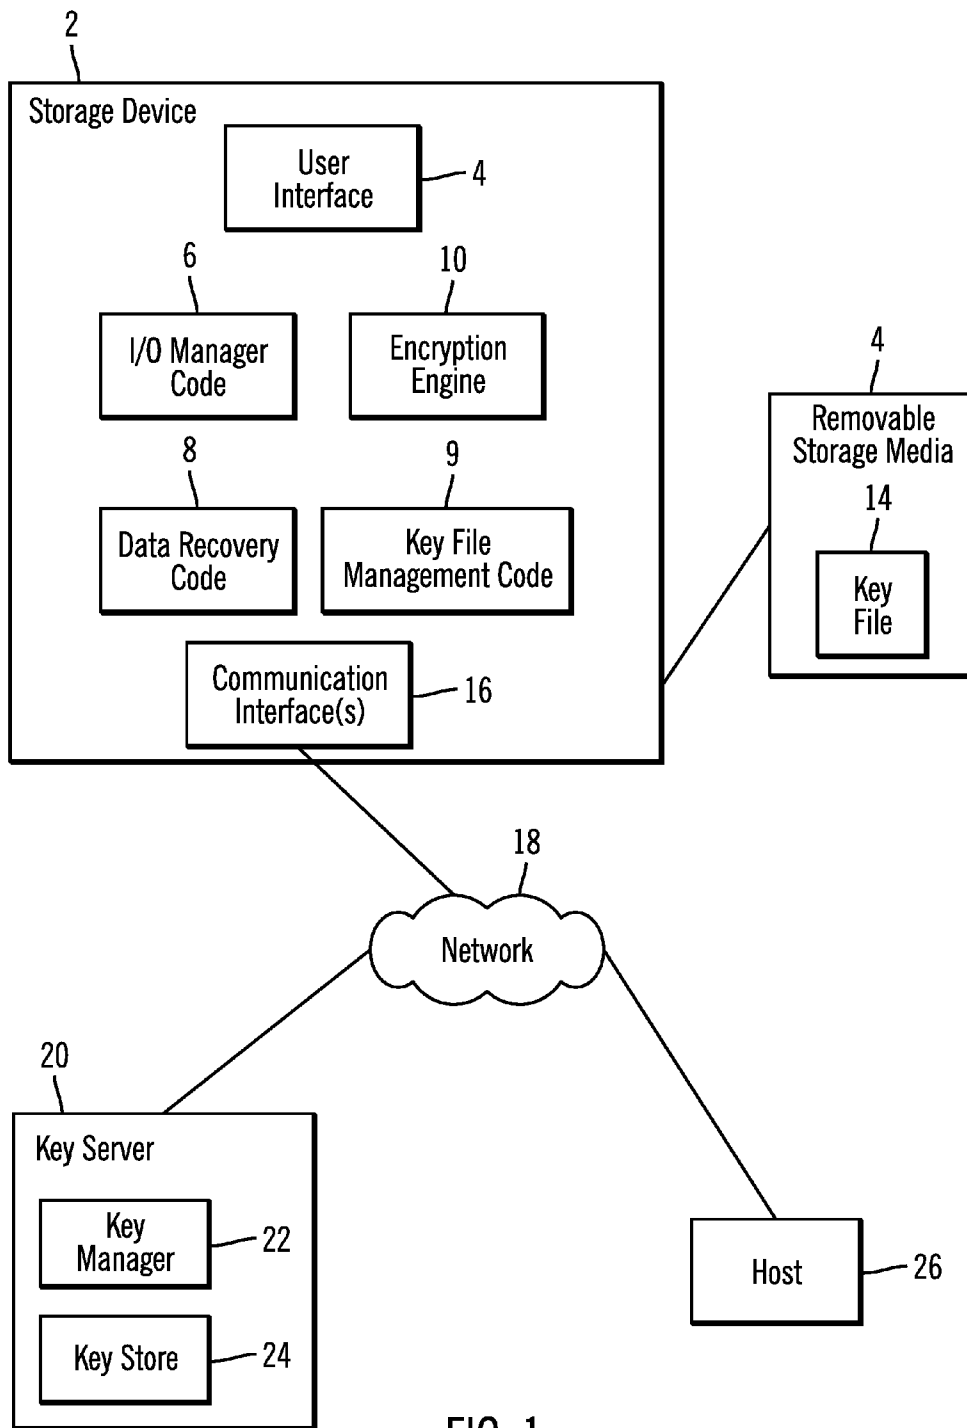 2
Storage Device
User
Interface
4
6
10
I/O Manager
Code
Encryption
Engine
4
Removable
Storage Media
14
Key
File
8
9
Data Recovery
Code
Key File
Management Code
Communication
Interface(s)
16
18
Network
20
Key Server
Key
Manager
22
Key Store
24
Host
26
FIG. 1